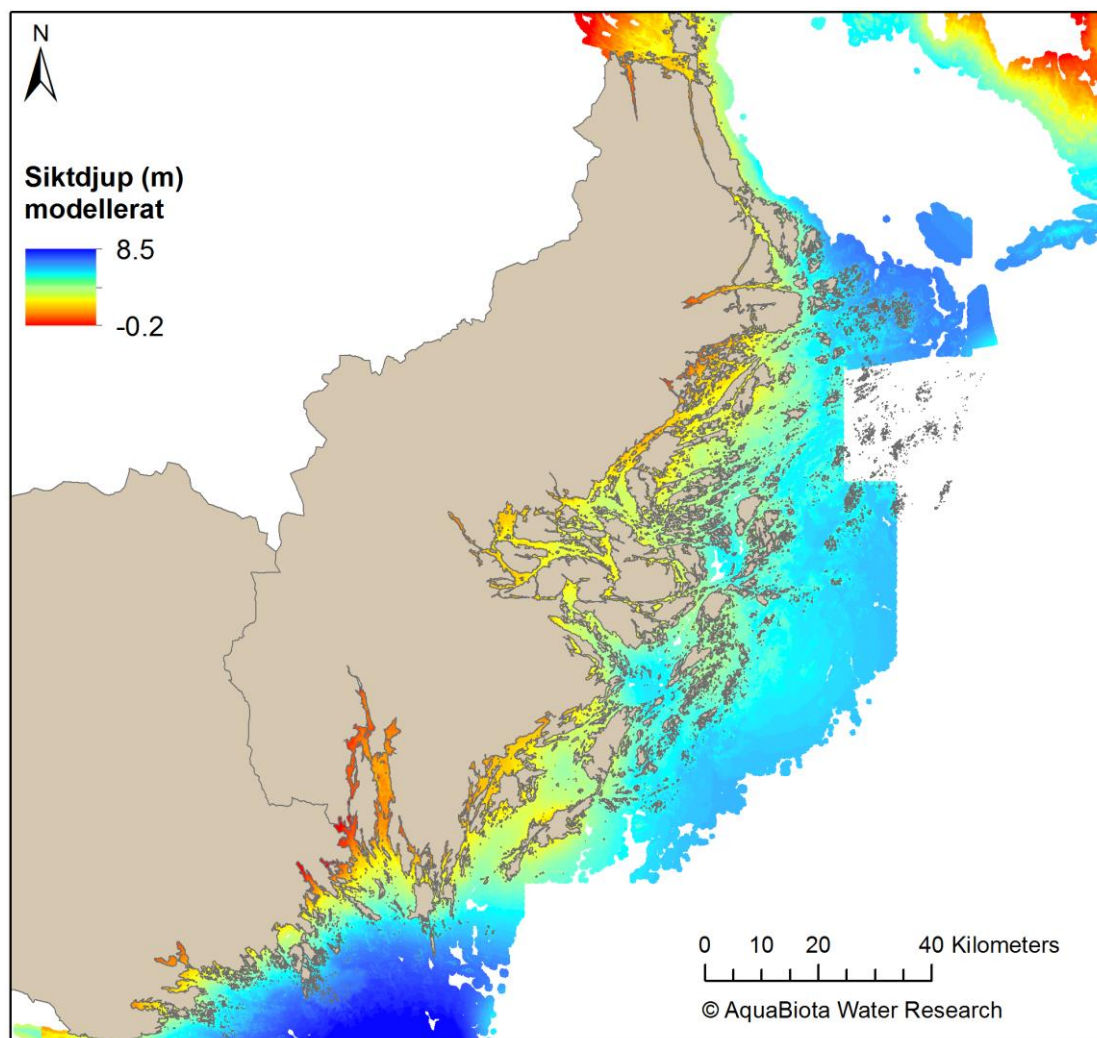 N
Siktdjup (m)
modellerat
8.5
-0.2
0 10 20 40 Kilometers
© AquaBiota Water Research